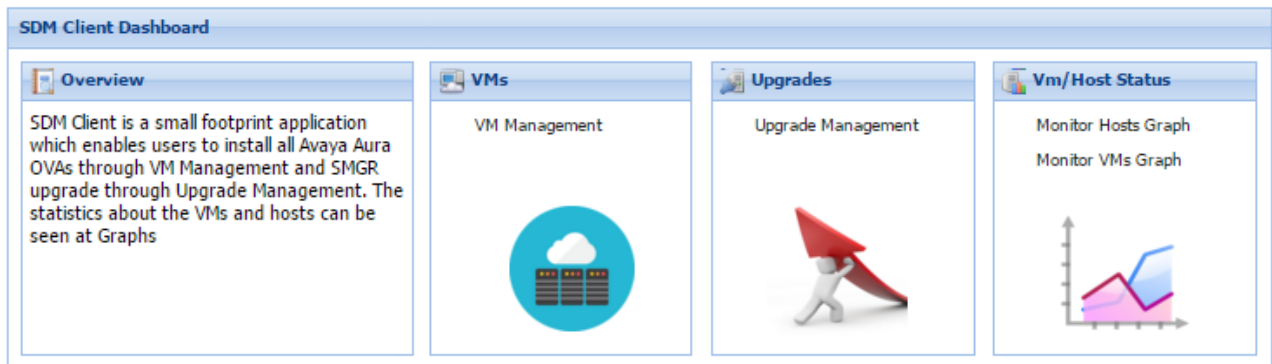 SDM Client Dashboard
Overview
SDM Client is a small footprint application
which enables users to install all Avaya Aura
OVAs through VM Management and SMGR
upgrade through Upgrade Management. The
statistics about the VMs and hosts can be
seen at Graphs
VMs
VM Management
Upgrades
Upgrade Management
Vm/Host Status
Monitor Hosts Graph
Monitor VMs Graph